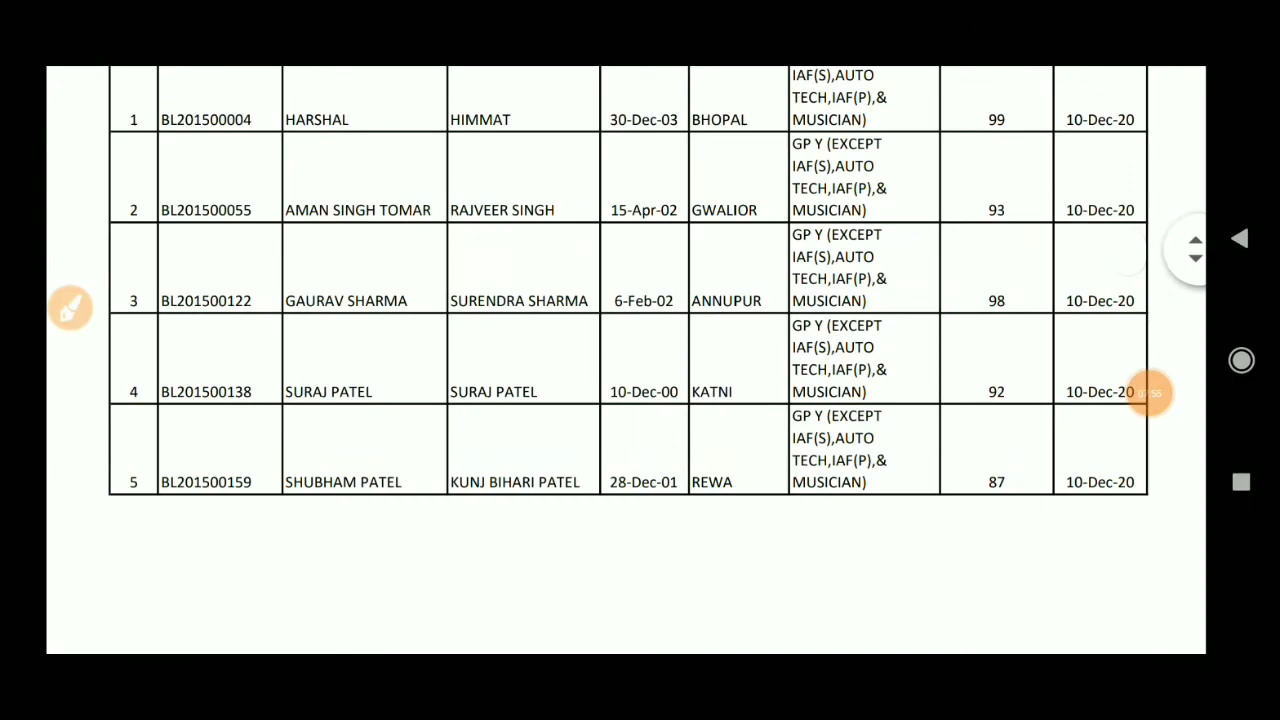 IAF(S),AUTO
TECH,IAF(P),&
1 BL201500004 HARSHAL HIMMAT 30-Dec-03 BHOPAL MUSICIAN) 99 10-Dec-20
GP Y (EXCEPT
IAF(S),AUTO
TECH,IAF(P),&
2 BL201500055 AMAN SINGH TOMAR RAJVEER SINGH 15-Apr-02 GWALIOR MUSICIAN) 93 10-Dec-20
GP Y (EXCEPT
IAF(S),AUTO
TECH,IAF(P),&
3 BL201500122 GAURAV SHARMA SURENDRA SHARMA 6-Feb-02 ANNUPUR MUSICIAN) 98 10-Dec-20
GP Y (EXCEPT
IAF(S),AUTO
TECH,IAF(P),&
4 BL201500138 SURAJ PATEL SURAJ PATEL 10-Dec-00 KATNI MUSICIAN) 92 10-Dec-20
07:55
GP Y (EXCEPT
IAF(S),AUTO
TECH,IAF(P),&
5 BL201500159 SHUBHAM PATEL KUNJ BIHARI PATEL 28-Dec-01 REWA MUSICIAN) 87 10-Dec-20